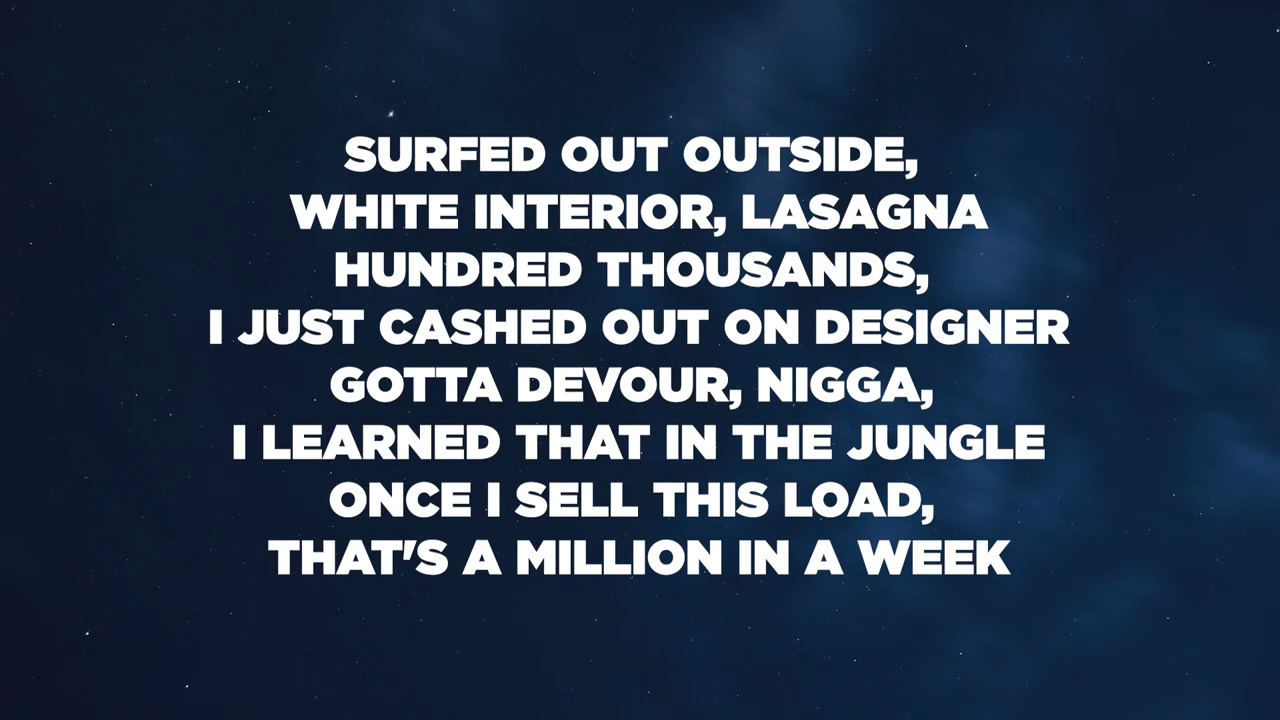 SURFED OUT OUTSIDE,
WHITE INTERIOR, LASAGNA
HUNDRED THOUSANDS,
I JUST CASHED OUT ON DESIGNER
GOTTA DEVOUR, NIGGA,
I LEARNED THAT IN THE JUNGLE
ONCE I SELL THIS LOAD,
THAT'S A MILLION IN A WEEK